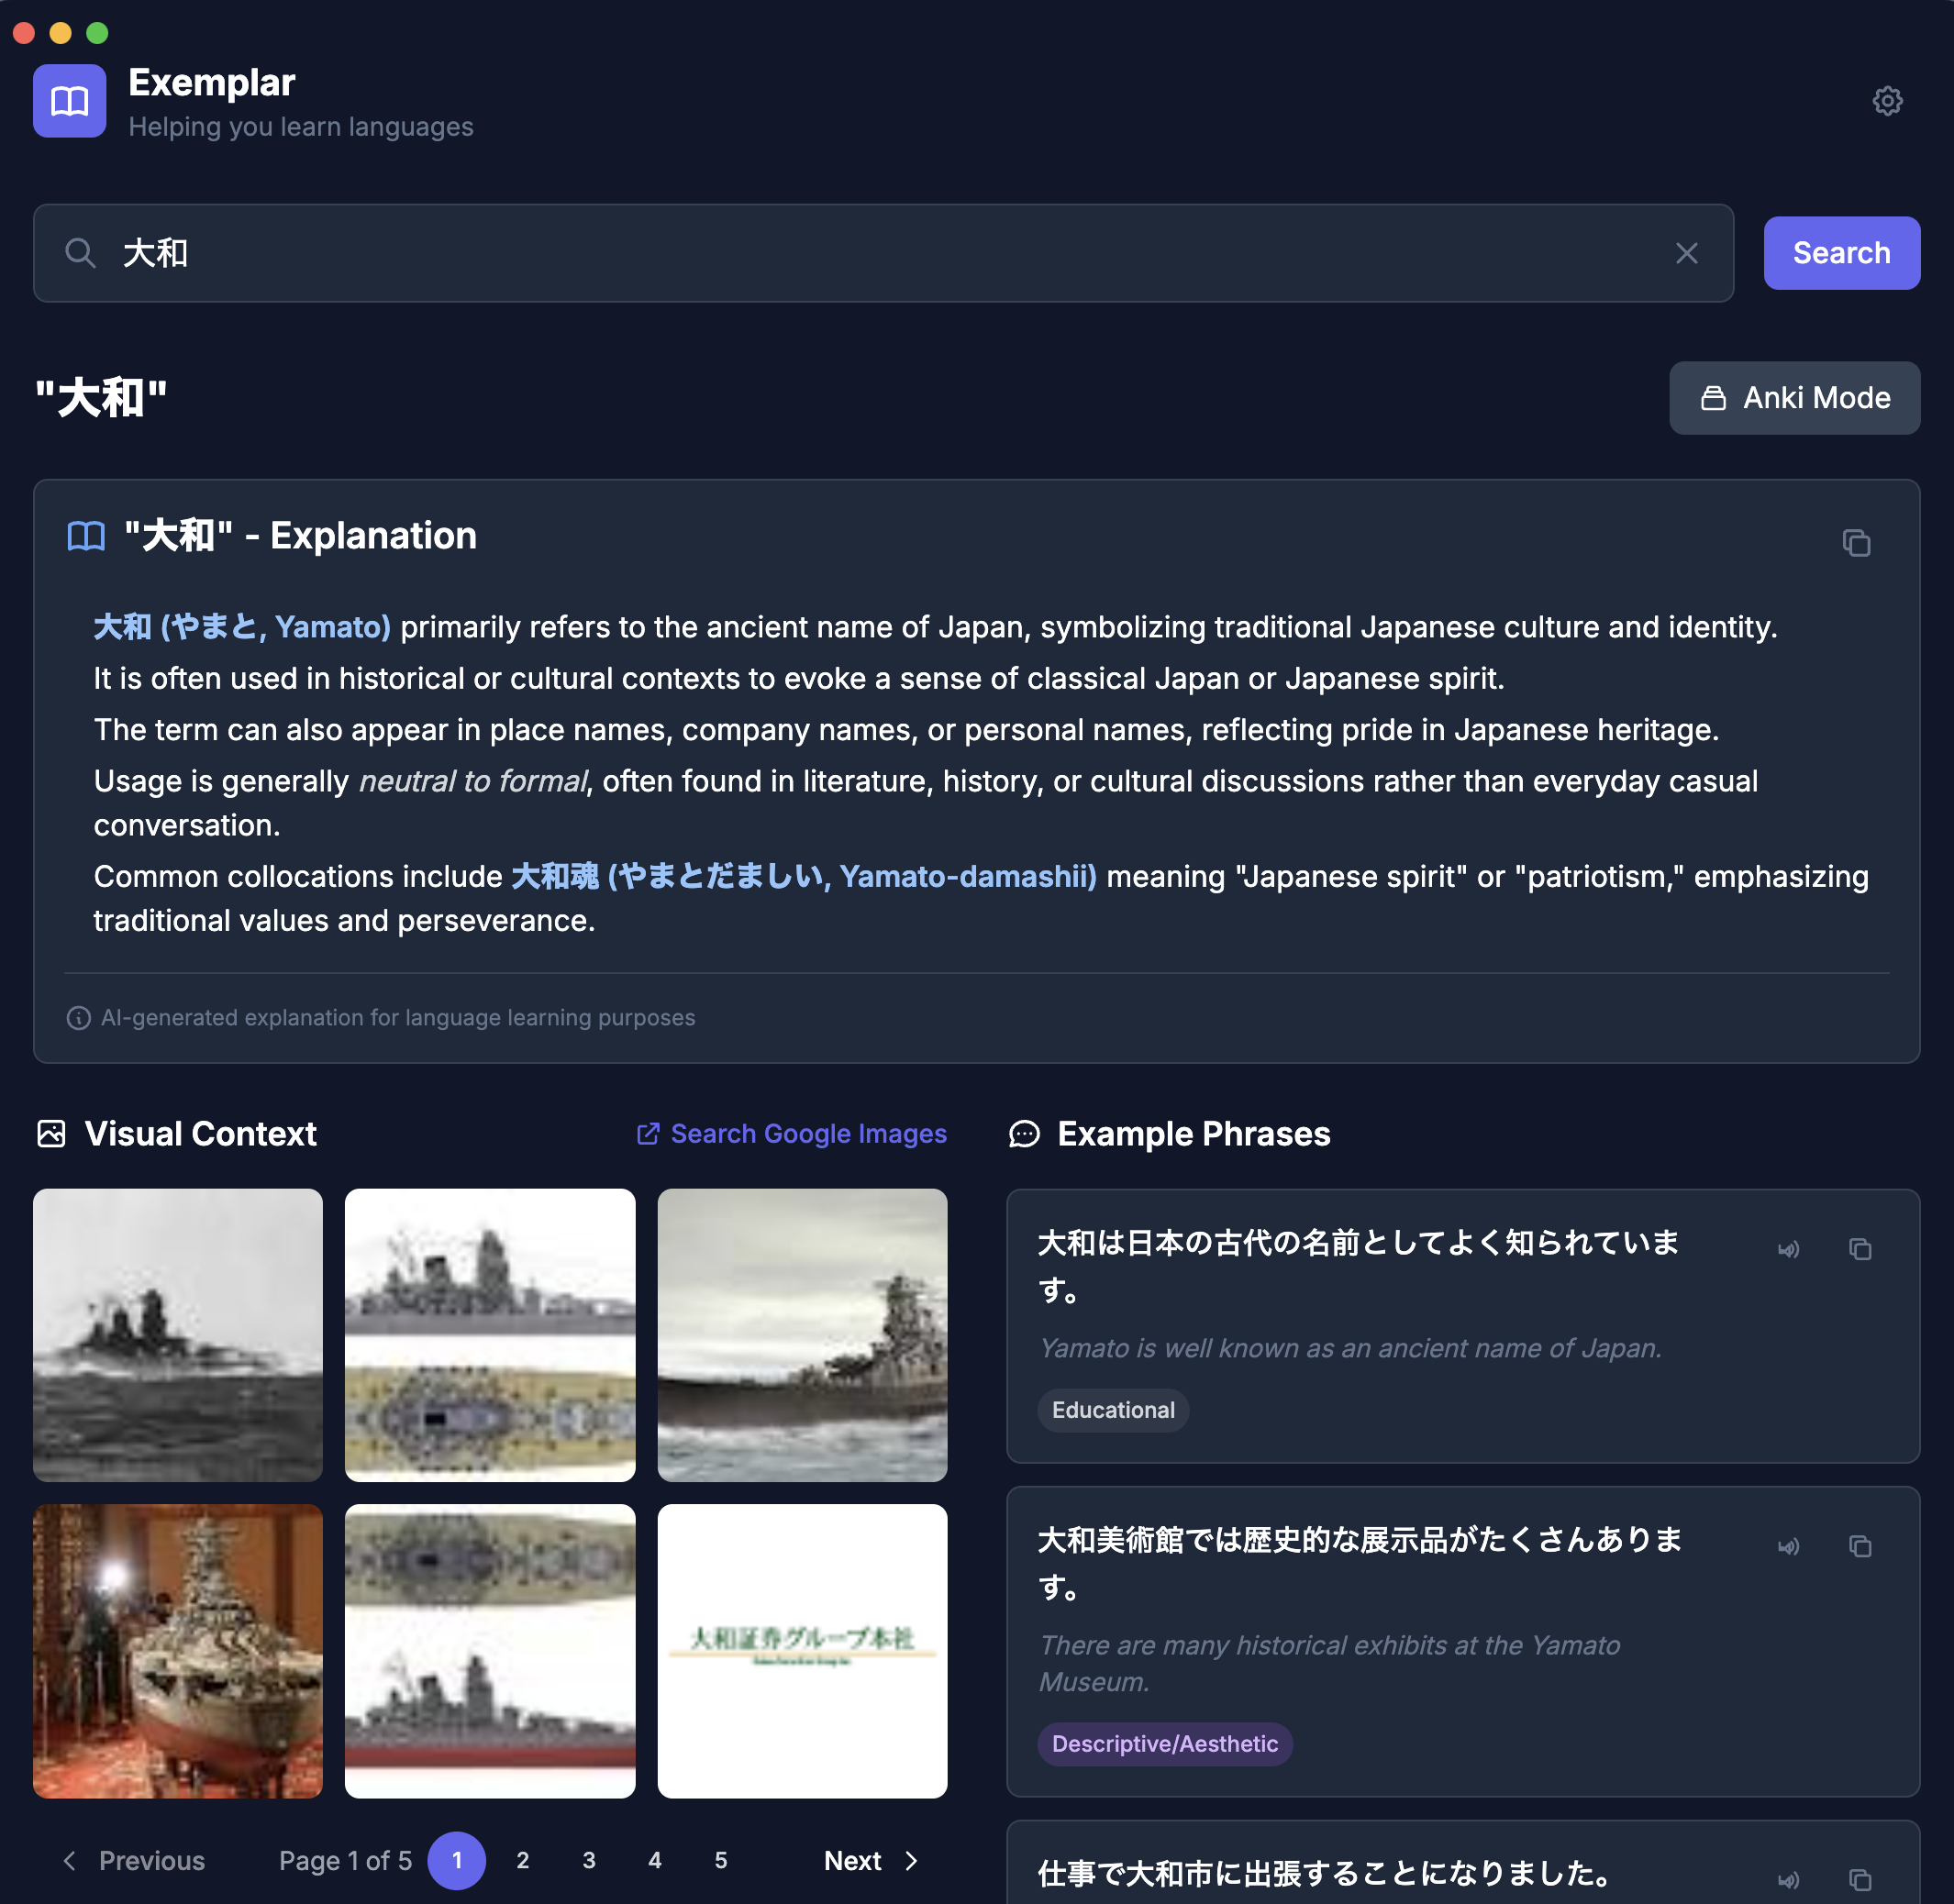 Exemplar
Helping you learn languages
大和
Search
"大和"
Anki Mode
"大和" - Explanation
大和 (やまと, Yamato) primarily refers to the ancient name of Japan, symbolizing traditional Japanese culture and identity.
It is often used in historical or cultural contexts to evoke a sense of classical Japan or Japanese spirit.
The term can also appear in place names, company names, or personal names, reflecting pride in Japanese heritage.
Usage is generally neutral to formal, often found in literature, history, or cultural discussions rather than everyday casual
conversation.
Common collocations include 大和魂 (やまとだましい, Yamato-damashii) meaning "Japanese spirit" or "patriotism," emphasizing
traditional values and perseverance.
AI-generated explanation for language learning purposes
Visual Context
Search Google Images
大和証券グループ本社
Previous
Page 1 of 5
1
2
3
4
5
Next
Example Phrases
大和は日本の古代の名前としてよく知られていま
す。
Yamato is well known as an ancient name of Japan.
Educational
大和美術館では歴史的な展示品がたくさんありま
す。
There are many historical exhibits at the Yamato
Museum.
Descriptive/Aesthetic
仕事で大和市に出張することになりました。